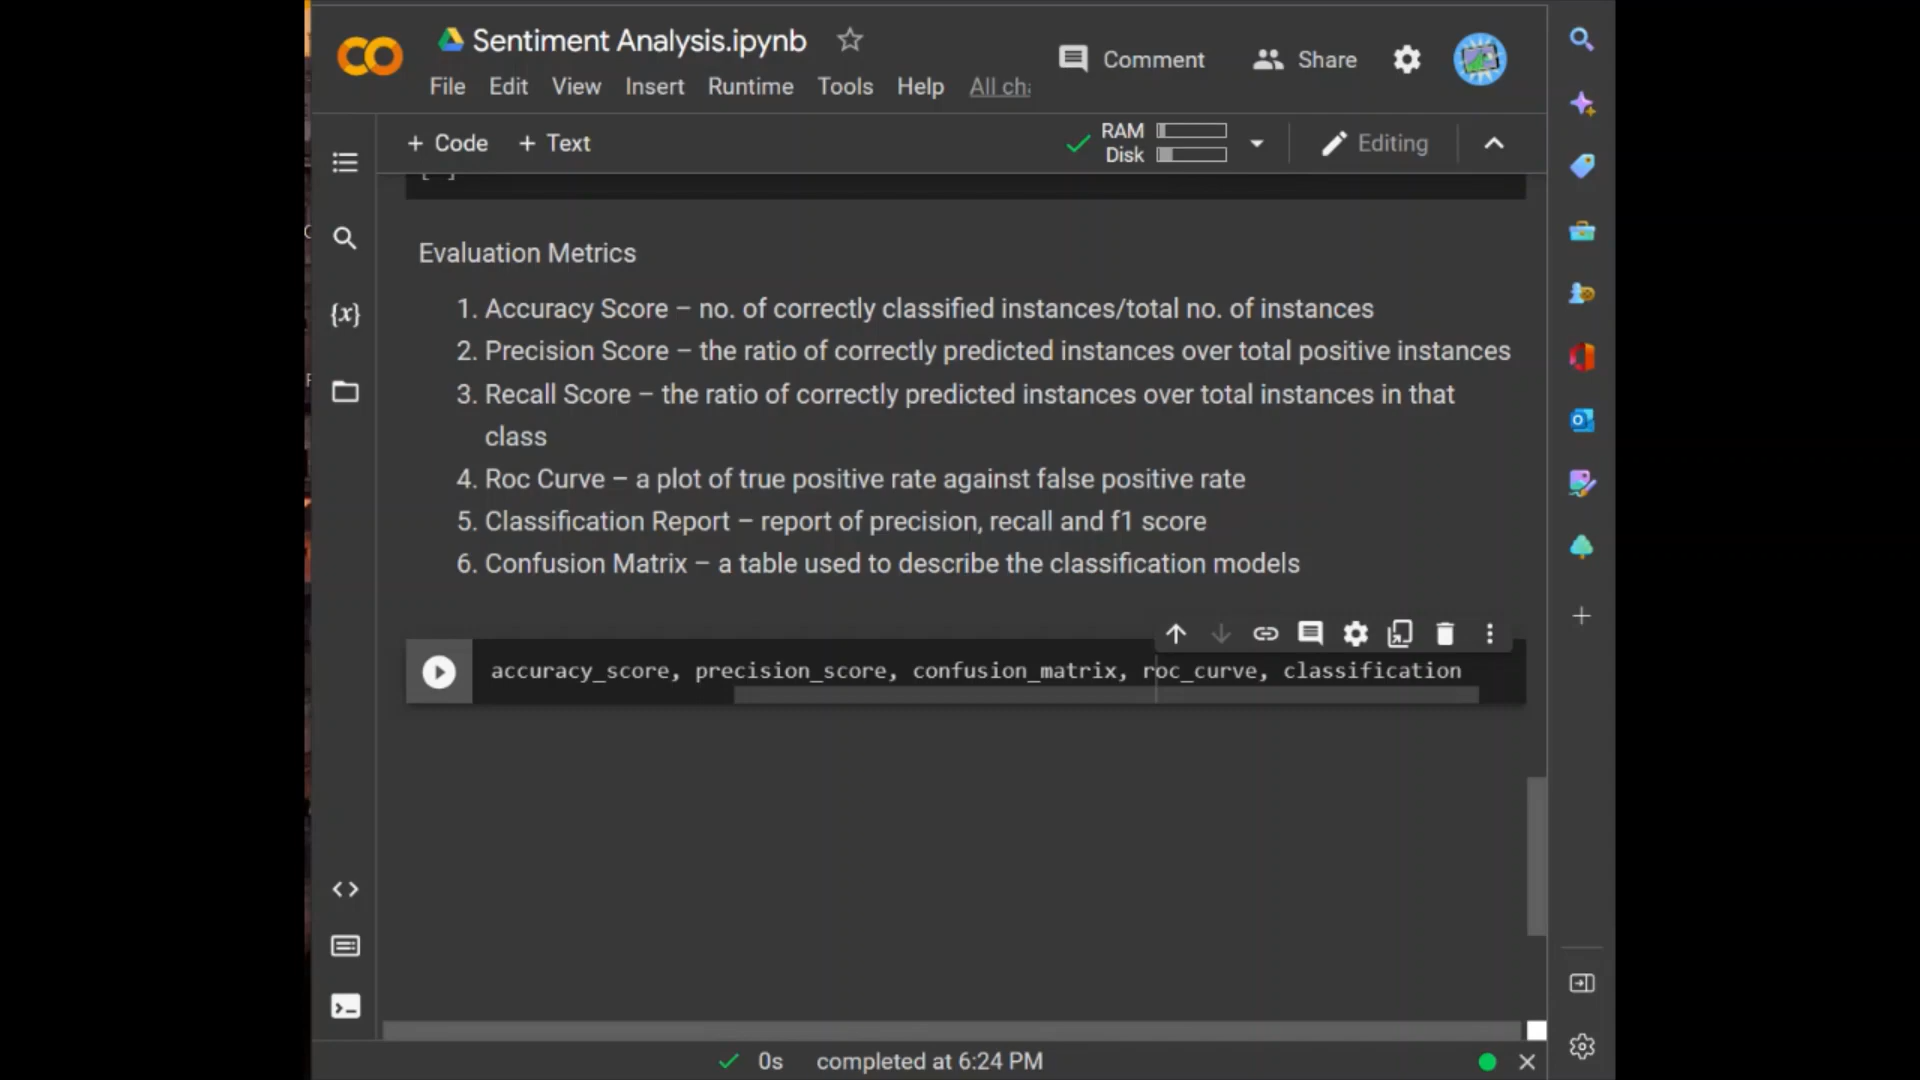 Sentiment Analysis.ipynb
Comment
Share
File Edit View Insert Runtime Tools Help All cha
+ Code + Text
RAM
Disk
Editing
[ ]
Evaluation Metrics
1. Accuracy Score – no. of correctly classified instances/total no. of instances
2. Precision Score – the ratio of correctly predicted instances over total positive instances
3. Recall Score – the ratio of correctly predicted instances over total instances in that
class
4. Roc Curve – a plot of true positive rate against false positive rate
5. Classification Report – report of precision, recall and f1 score
6. Confusion Matrix – a table used to describe the classification models
accuracy_score, precision_score, confusion_matrix, roc_curve, classification
0s completed at 6:24 PM